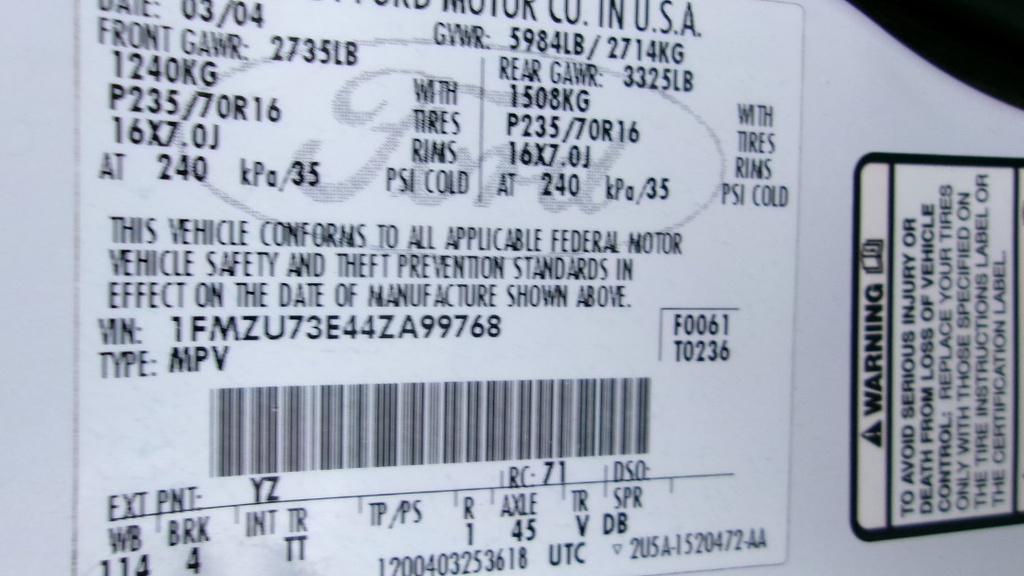 DATE: 03/04
FORD MOTOR CO. IN U.S.A.
FRONT GAWR: 2735LB
GVWR: 5984LB/ 2714KG
1240KG WITH
REAR GAWR: 3325LB
1508KG WITH
P235/70R16 TIRES
P235/70R16 TIRES
16X7.0J RIMS
16X7.0J RIMS
AT 240 kPa/35 PSI COLD
AT 240 kPa/35 PSI COLD
Ford
THIS VEHICLE CONFORMS TO ALL APPLICABLE FEDERAL MOTOR
VEHICLE SAFETY AND THEFT PREVENTION STANDARDS IN
EFFECT ON THE DATE OF MANUFACTURE SHOWN ABOVE.
VIN: 1FMZU73E44ZA99768
F0061
TYPE: MPV
T0236
EXT PNT: YZ RC: 71 DSO:
WB BRK INT TR TP/PS R AXLE TR SPR
114 4 TT 1 45 V DB
1200403253618 UTC 2U5A-1520472-AA
WARNING
TO AVOID SERIOUS INJURY OR
DEATH FROM LOSS OF VEHICLE
CONTROL: REPLACE YOUR TIRES
ONLY WITH THOSE SPECIFIED ON
THE TIRE INSTRUCTIONS LABEL OR
THE CERTIFICATION LABEL.